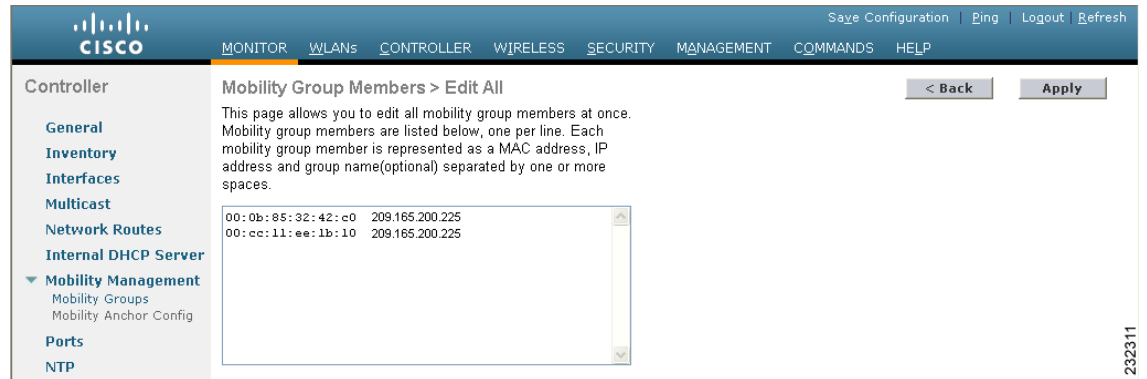 Save Configuration | Ping | Logout | Refresh
CISCO
MONITOR WLANs CONTROLLER WIRELESS SECURITY MANAGEMENT COMMANDS HELP
Controller
General
Inventory
Interfaces
Multicast
Network Routes
Internal DHCP Server
Mobility Management
Mobility Groups
Mobility Anchor Config
Ports
NTP
Mobility Group Members > Edit All
< Back
Apply
This page allows you to edit all mobility group members at once.
Mobility group members are listed below, one per line. Each
mobility group member is represented as a MAC address, IP
address and group name(optional) separated by one or more
spaces.
00:0b:85:32:42:c0 209.165.200.225
00:cc:11:ee:1b:10 209.165.200.225
232311